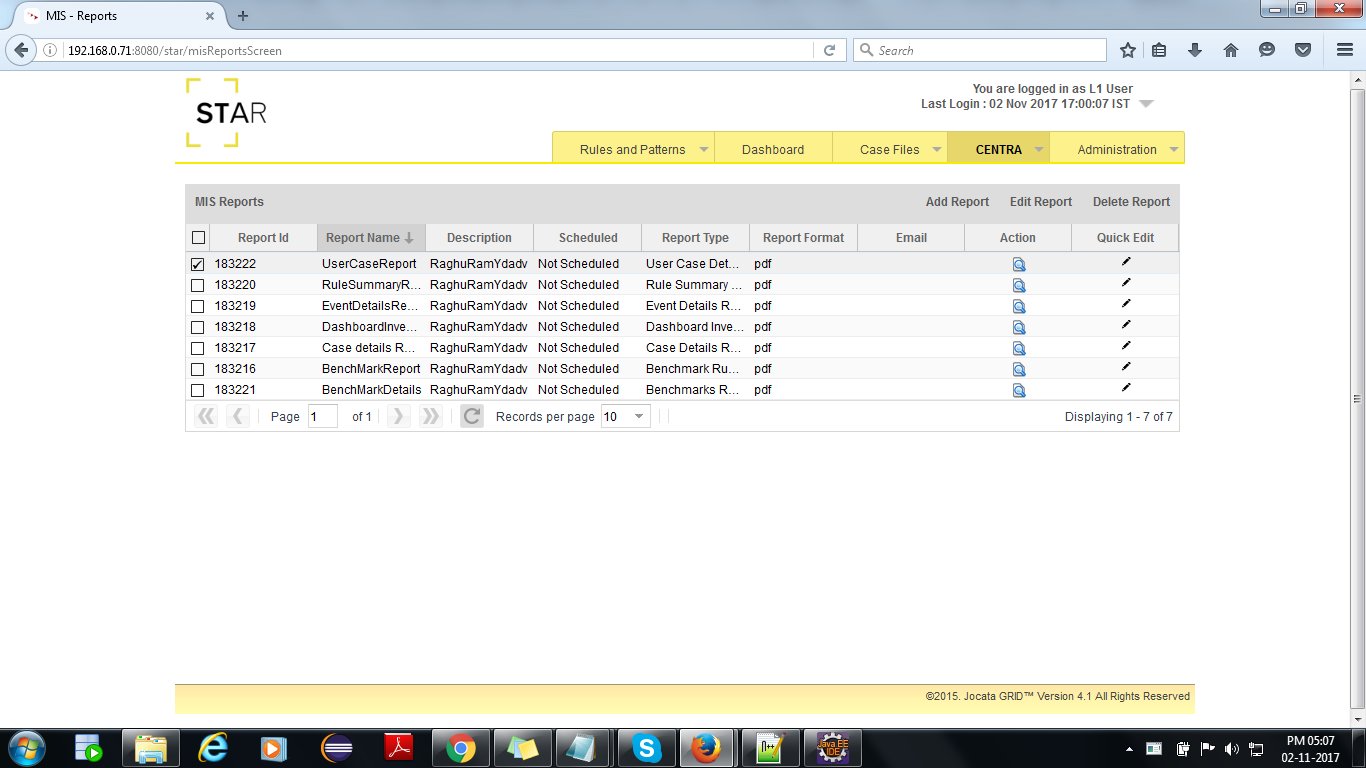 MIS - Reports
192.168.0.71:8080/star/misReportsScreen
Search
STAR
You are logged in as L1 User
Last Login : 02 Nov 2017 17:00:07 IST
Rules and Patterns Dashboard Case Files CENTRA Administration
MIS Reports Add Report Edit Report Delete Report
Report Id Report Name Description Scheduled Report Type Report Format Email Action Quick Edit
183222 UserCaseReport RaghuRamYdadv Not Scheduled User Case Det... pdf
183220 RuleSummaryR... RaghuRamYdadv Not Scheduled Rule Summary ... pdf
183219 EventDetailsRe... RaghuRamYdadv Not Scheduled Event Details R... pdf
183218 DashboardInve... RaghuRamYdadv Not Scheduled Dashboard Inve... pdf
183217 Case details R... RaghuRamYdadv Not Scheduled Case Details R... pdf
183216 BenchMarkReport RaghuRamYdadv Not Scheduled Benchmark Ru... pdf
183221 BenchMarkDetails RaghuRamYdadv Not Scheduled Benchmarks R... pdf
Page 1 of 1 Records per page 10 Displaying 1 - 7 of 7
©2015. Jocata GRID™ Version 4.1 All Rights Reserved
Java EE
IDE
PM 05:07
02-11-2017